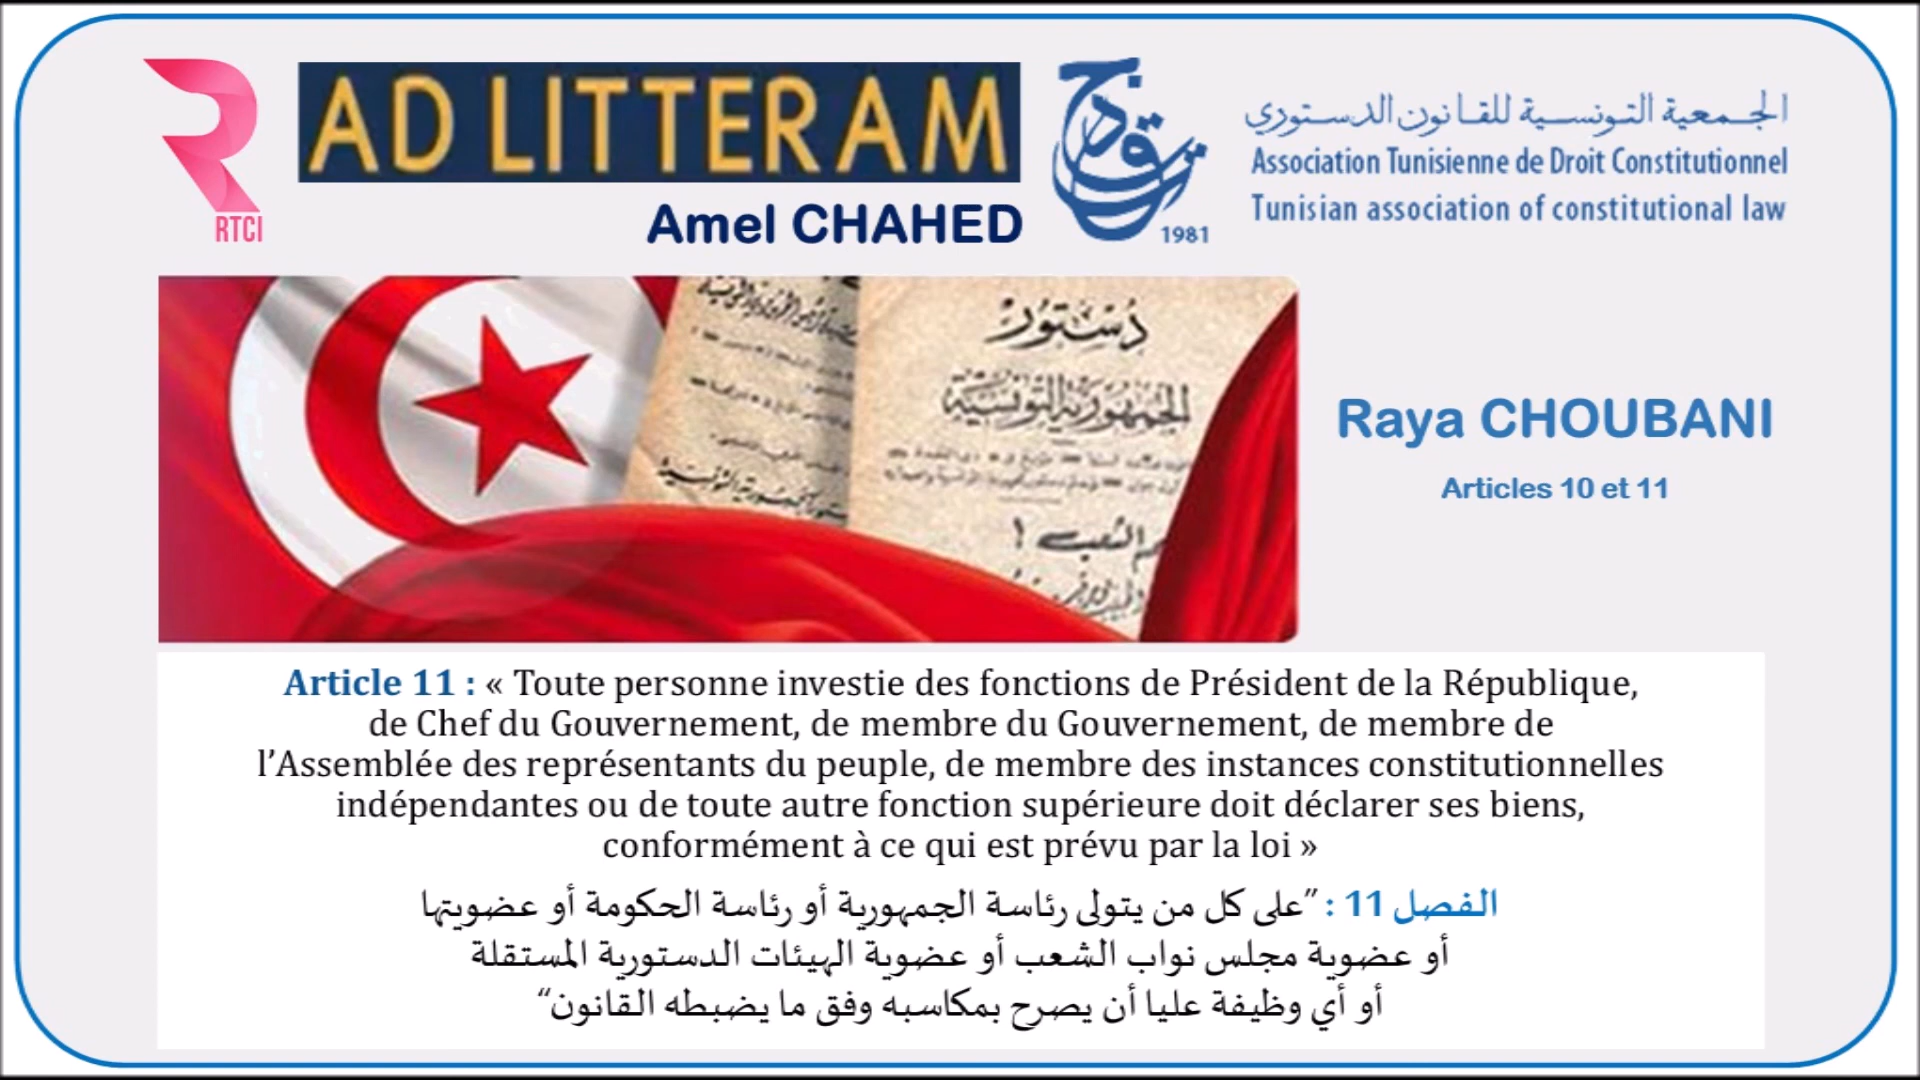 RTCI
AD LITTERAM
Amel CHAHED
1981
الجمعية التونسية للقانون الدستوري
Association Tunisienne de Droit Constitutionnel
Tunisian association of constitutional law
دستور
الجمهورية التونسية
Raya CHOUBANI
Articles 10 et 11
Article 11 : « Toute personne investie des fonctions de Président de la République,
de Chef du Gouvernement, de membre du Gouvernement, de membre de
l’Assemblée des représentants du peuple, de membre des instances constitutionnelles
indépendantes ou de toute autre fonction supérieure doit déclarer ses biens,
conformément à ce qui est prévu par la loi »
الفصل 11 : ”على كل من يتولى رئاسة الجمهورية أو رئاسة الحكومة أو عضويتها
أو عضوية مجلس نواب الشعب أو عضوية الهيئات الدستورية المستقلة
أو أي وظيفة عليا أن يصرح بمكاسبه وفق ما يضبطه القانون“